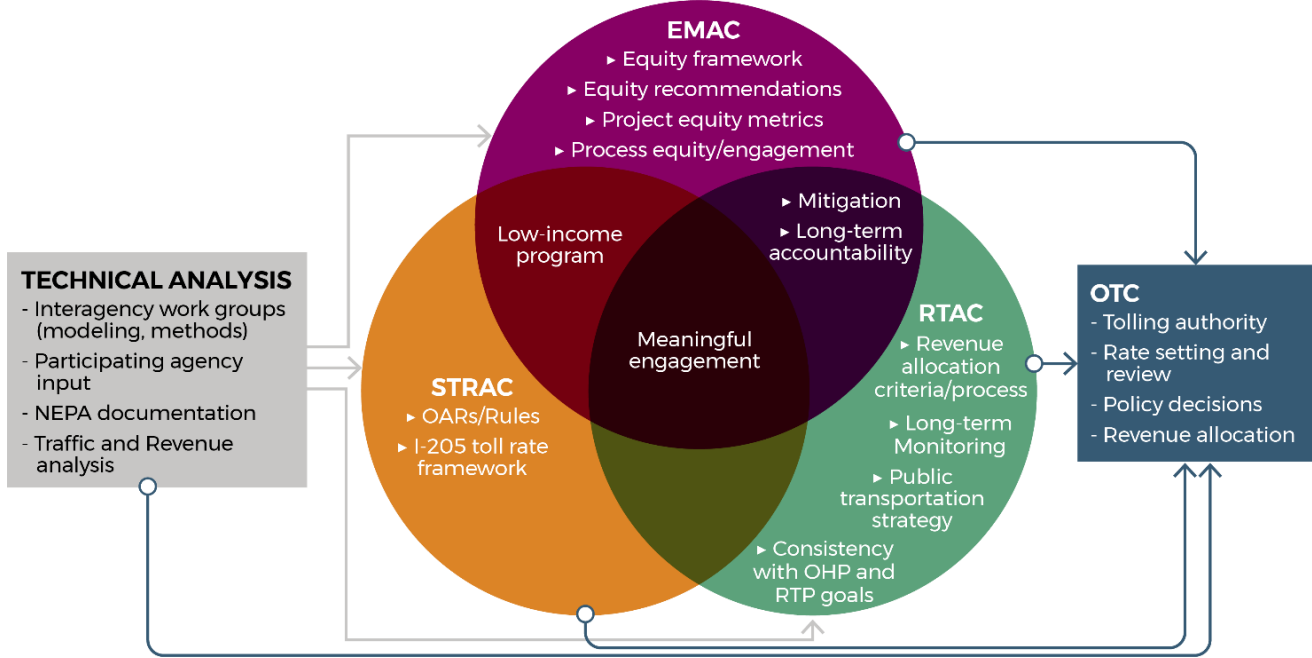 EMAC
▸ Equity framework
▸ Equity recommendations
▸ Project equity metrics
▸ Process equity/engagement
▸ Mitigation
▸ Long-term
accountability
Low-income
program
Meaningful
engagement
TECHNICAL ANALYSIS
- Interagency work groups
(modeling, methods)
- Participating agency
input
- NEPA documentation
- Traffic and Revenue
analysis
STRAC
▸ OARs/Rules
▸ I-205 toll rate
framework
RTAC
▸ Revenue
allocation
criteria/process
▸ Long-term
Monitoring
▸ Public
transportation
strategy
▸ Consistency
with OHP and
RTP goals
OTC
- Tolling authority
- Rate setting and
review
- Policy decisions
- Revenue allocation